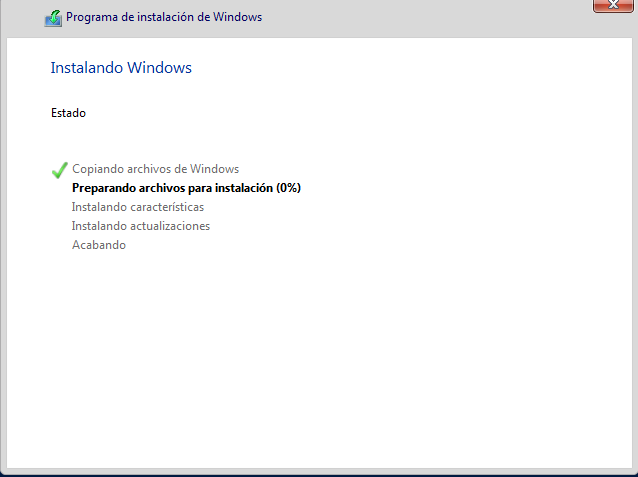 Programa de instalación de Windows
Instalando Windows
Estado
Copiando archivos de Windows
Preparando archivos para instalación (0%)
Instalando características
Instalando actualizaciones
Acabando